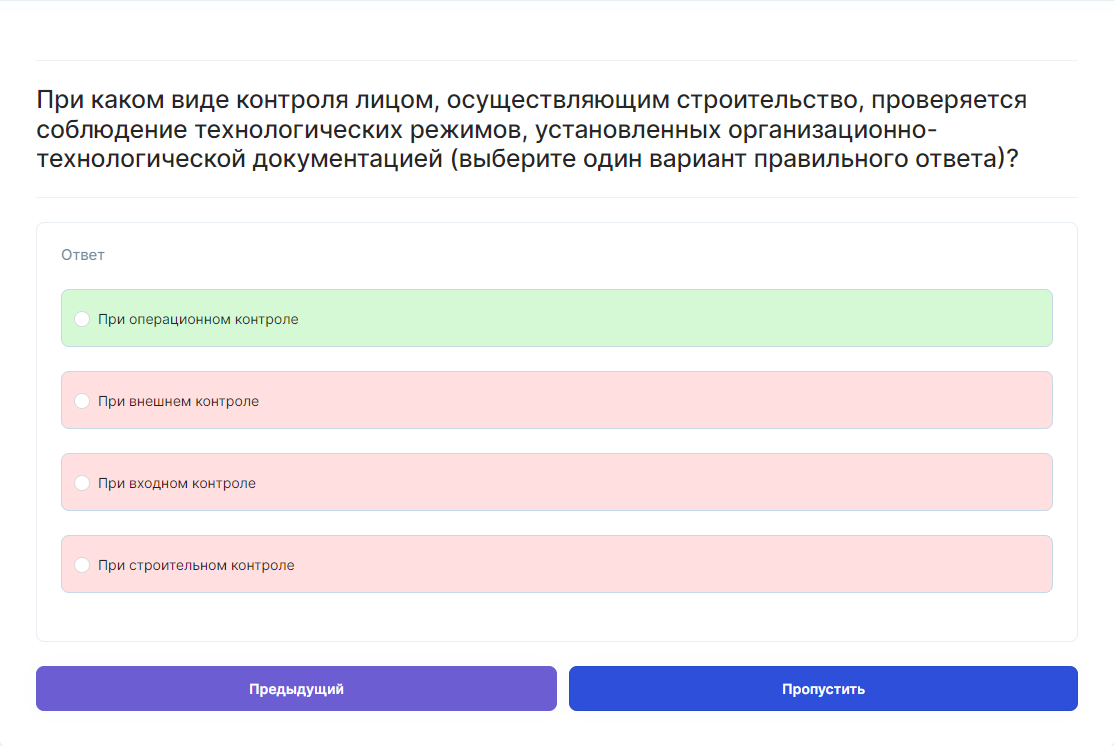 При каком виде контроля лицом, осуществляющим строительство, проверяется
соблюдение технологических режимов, установленных организационно-
технологической документацией (выберите один вариант правильного ответа)?
Ответ
При операционном контроле
При внешнем контроле
При входном контроле
При строительном контроле
Предыдущий
Пропустить